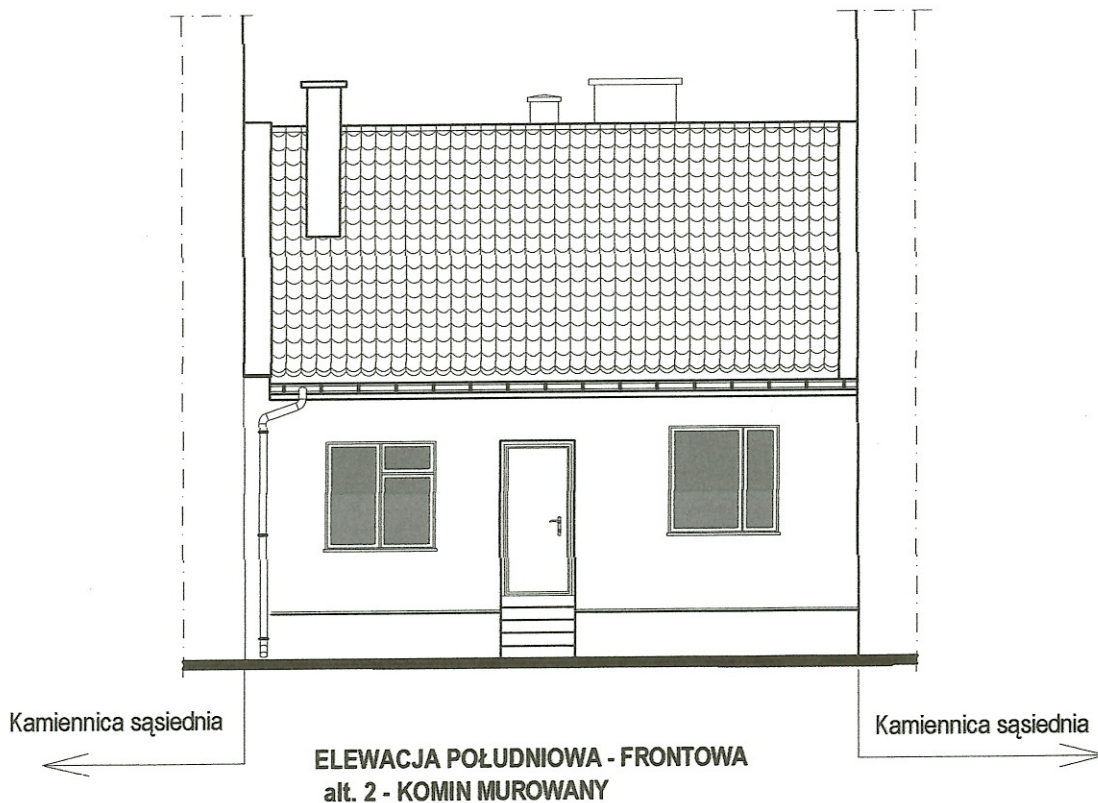 Kamiennica sąsiednia
Kamiennica sąsiednia
ELEWACJA POŁUDNIOWA - FRONTOWA
alt. 2 - KOMIN MUROWANY